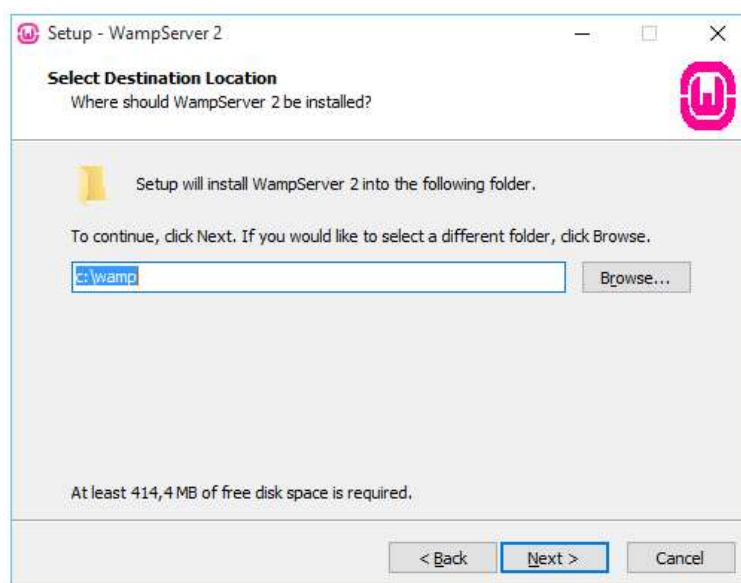 Setup - WampServer 2
Select Destination Location
Where should WampServer 2 be installed?
W
Setup will install WampServer 2 into the following folder.
To continue, click Next. If you would like to select a different folder, click Browse.
c:\wamp
Browse...
At least 414,4 MB of free disk space is required.
< Back
Next >
Cancel